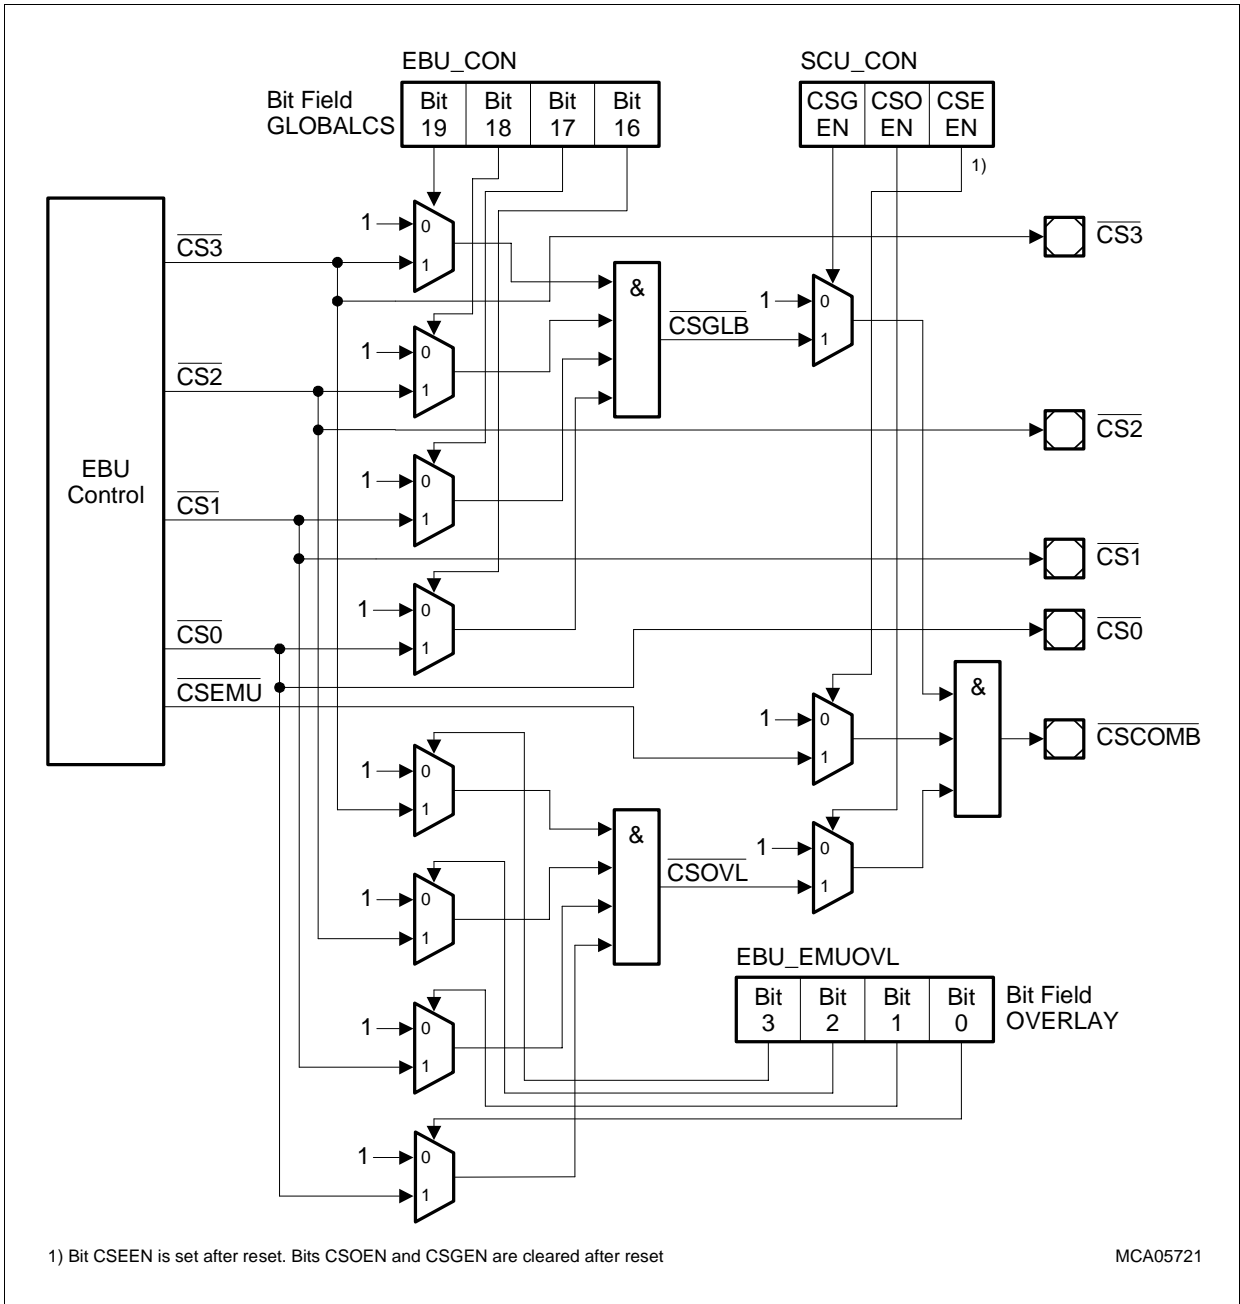 EBU_CON
SCU_CON
Bit Field
GLOBALCS
Bit 19
Bit 18
Bit 17
Bit 16
CSG EN
CSO EN
CSE EN
1)
1
0
1
CS3
CS3
&
1
0
1
CSGLB
1
0
1
CS2
1
0
1
CS2
EBU
Control
1
0
1
CS1
CS1
1
0
1
CS0
CS0
CSEMU
&
1
0
1
CSCOMB
1
0
1
&
1
0
1
CSOVL
1
0
1
EBU_EMUOVL
Bit 3
Bit 2
Bit 1
Bit 0
Bit Field
OVERLAY
1
0
1
1
0
1
1) Bit CSEEN is set after reset. Bits CSOEN and CSGEN are cleared after reset
MCA05721